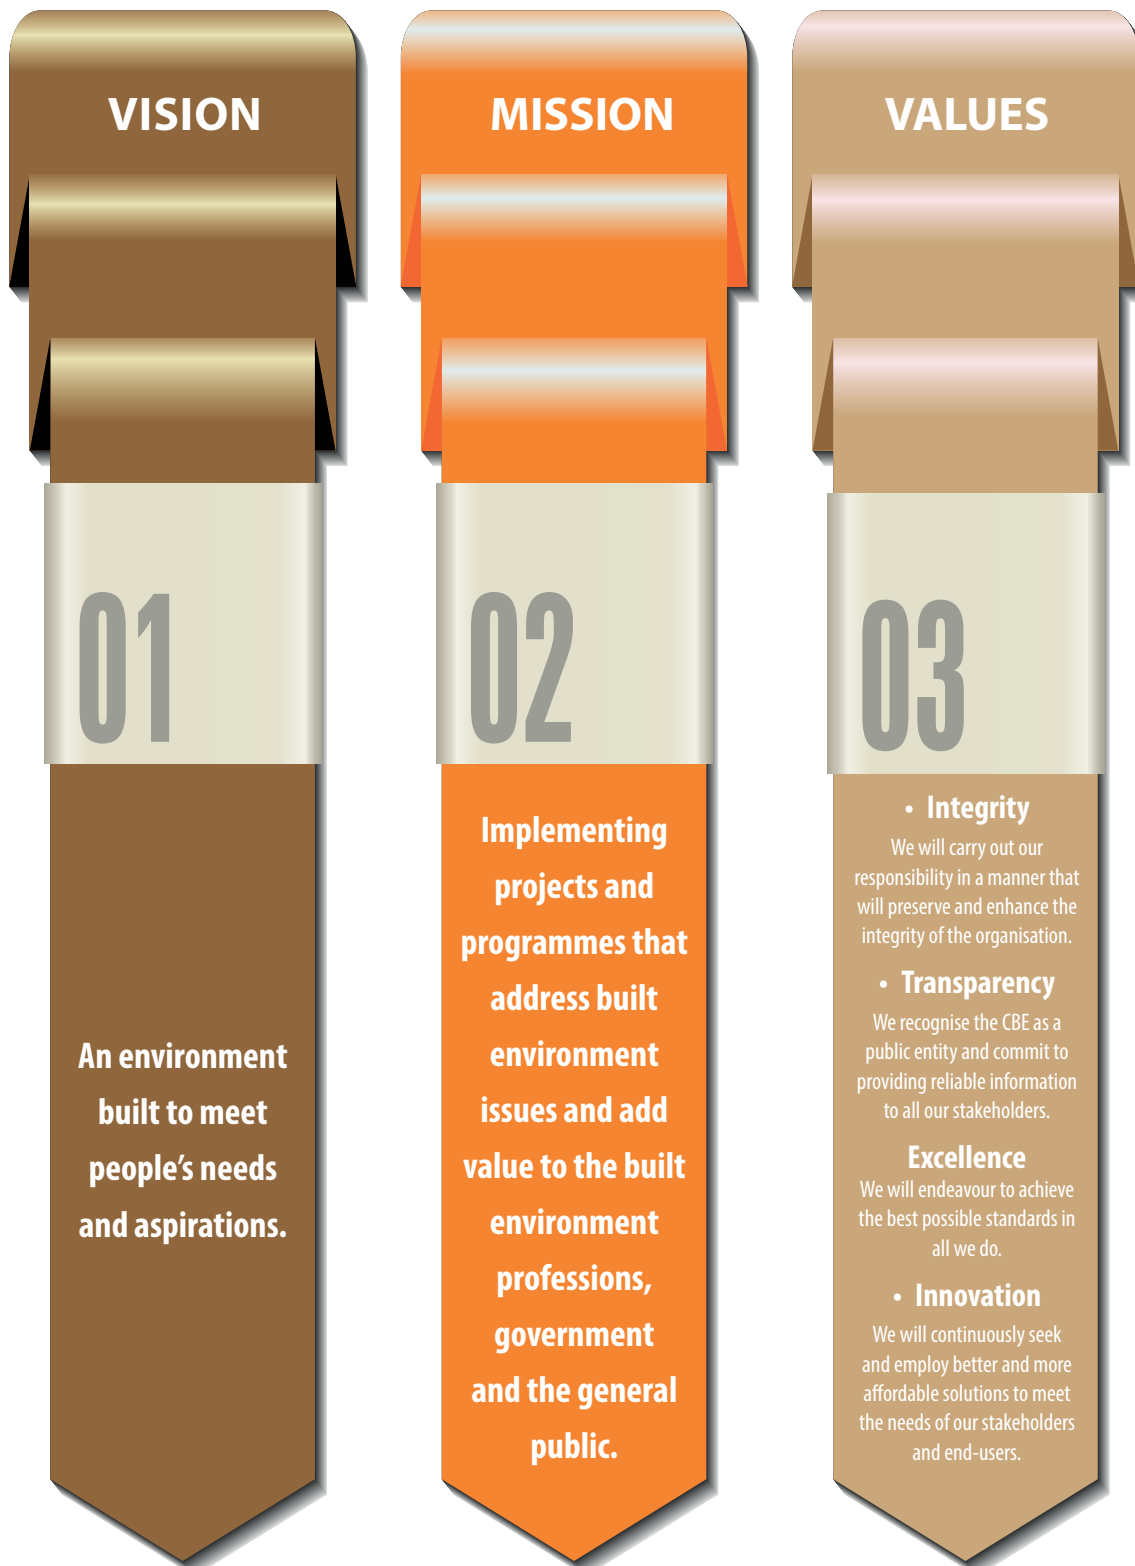 VISION
01
An environment
built to meet
people’s needs
and aspirations.
MISSION
02
Implementing
projects and
programmes that
address built
environment
issues and add
value to the built
environment
professions,
government
and the general
public.
VALUES
03
• Integrity
We will carry out our
responsibility in a manner that
will preserve and enhance the
integrity of the organisation.
• Transparency
We recognise the CBE as a
public entity and commit to
providing reliable information
to all our stakeholders.
Excellence
We will endeavour to achieve
the best possible standards in
all we do.
• Innovation
We will continuously seek
and employ better and more
affordable solutions to meet
the needs of our stakeholders
and end-users.